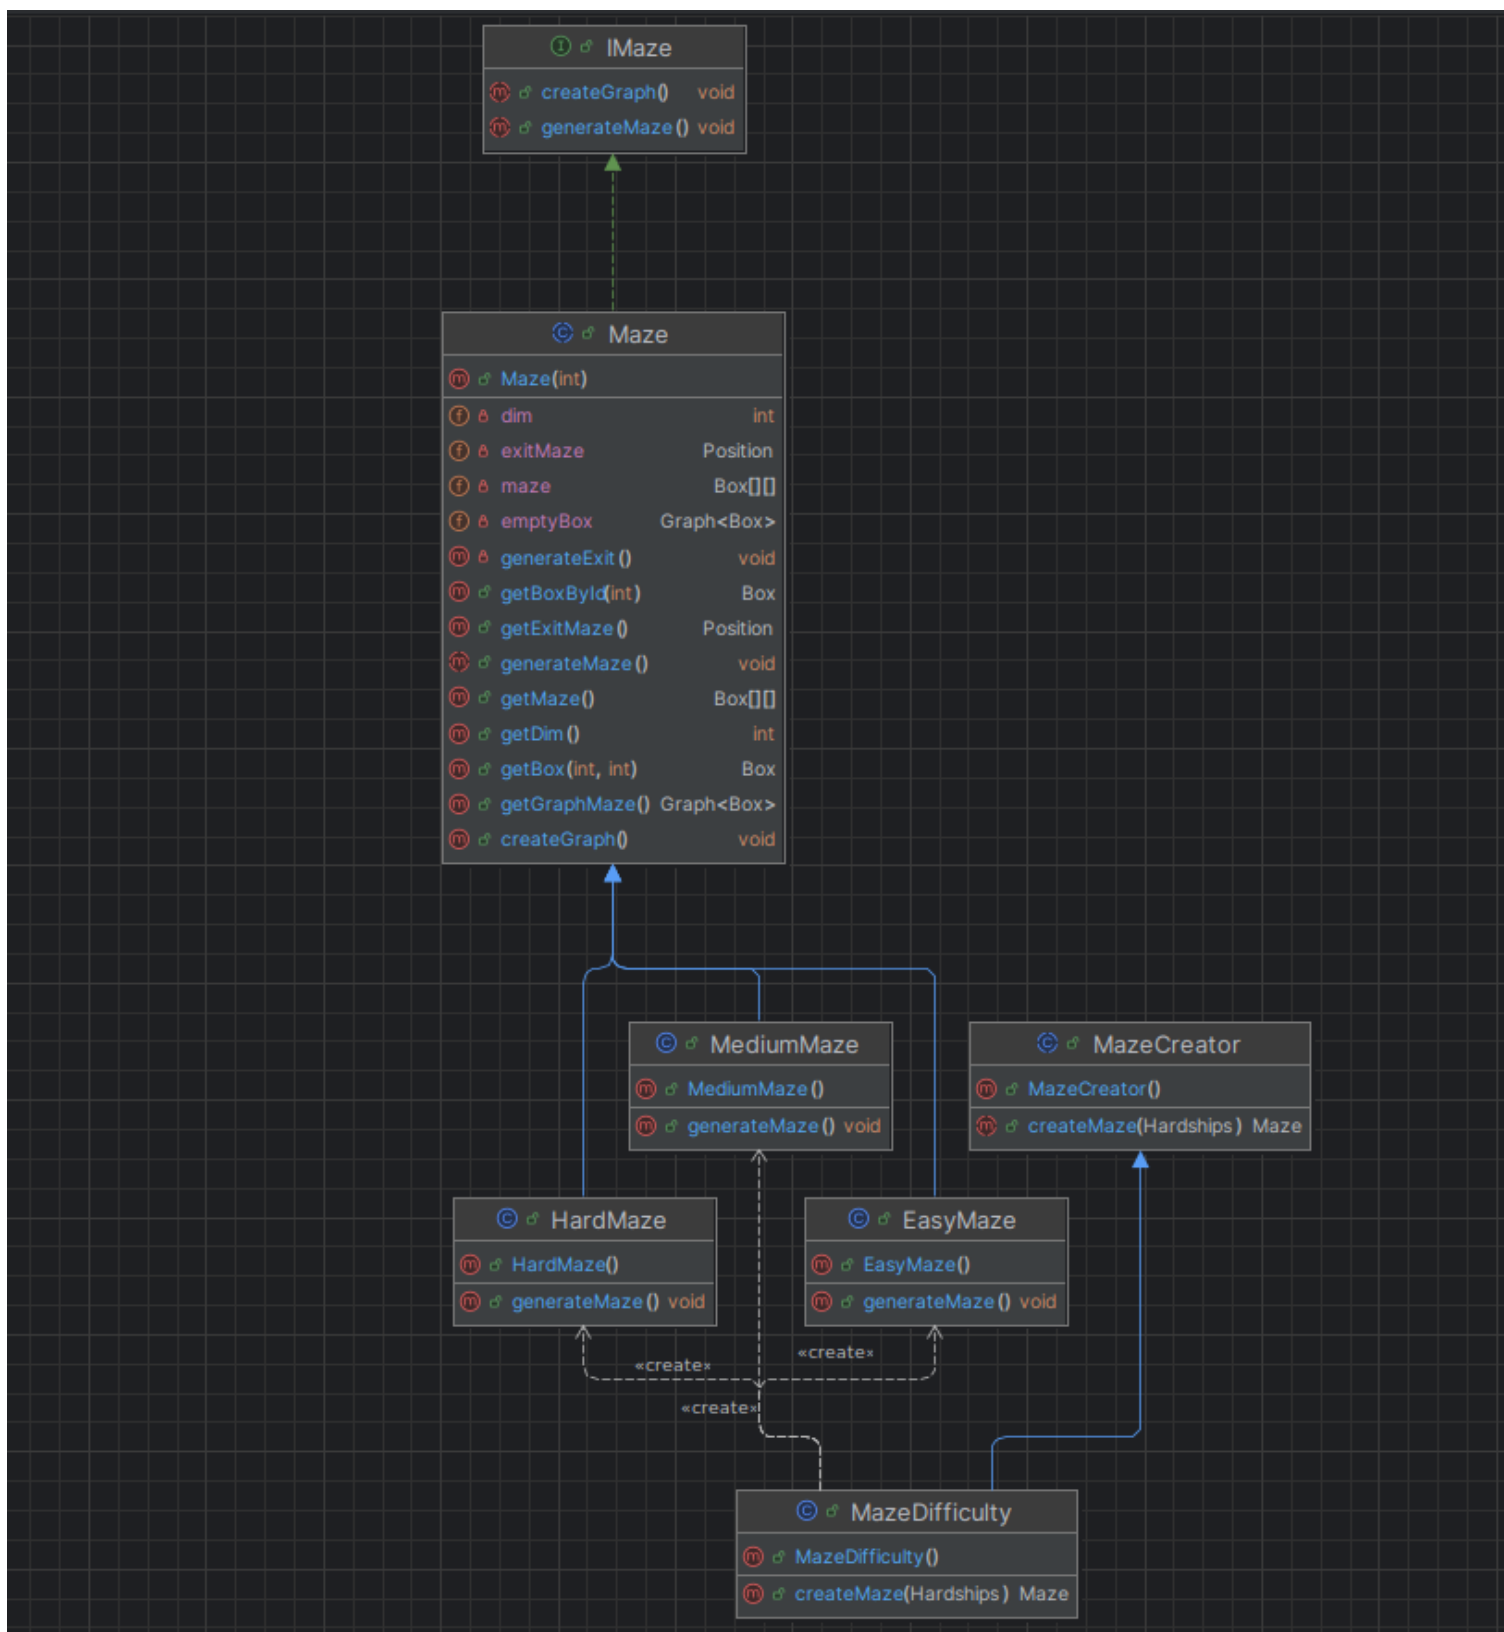 IMaze
createGraph() void
generateMaze() void
Maze
Maze(int)
dim int
exitMaze Position
maze Box[][]
emptyBox Graph<Box>
generateExit() void
getBoxById(int) Box
getExitMaze() Position
generateMaze() void
getMaze() Box[][]
getDim() int
getBox(int, int) Box
getGraphMaze() Graph<Box>
createGraph() void
MediumMaze
MediumMaze()
generateMaze() void
MazeCreator
MazeCreator()
createMaze(Hardships) Maze
HardMaze
HardMaze()
generateMaze() void
EasyMaze
EasyMaze()
generateMaze() void
«create»
«create»
«create»
MazeDifficulty
MazeDifficulty()
createMaze(Hardships) Maze